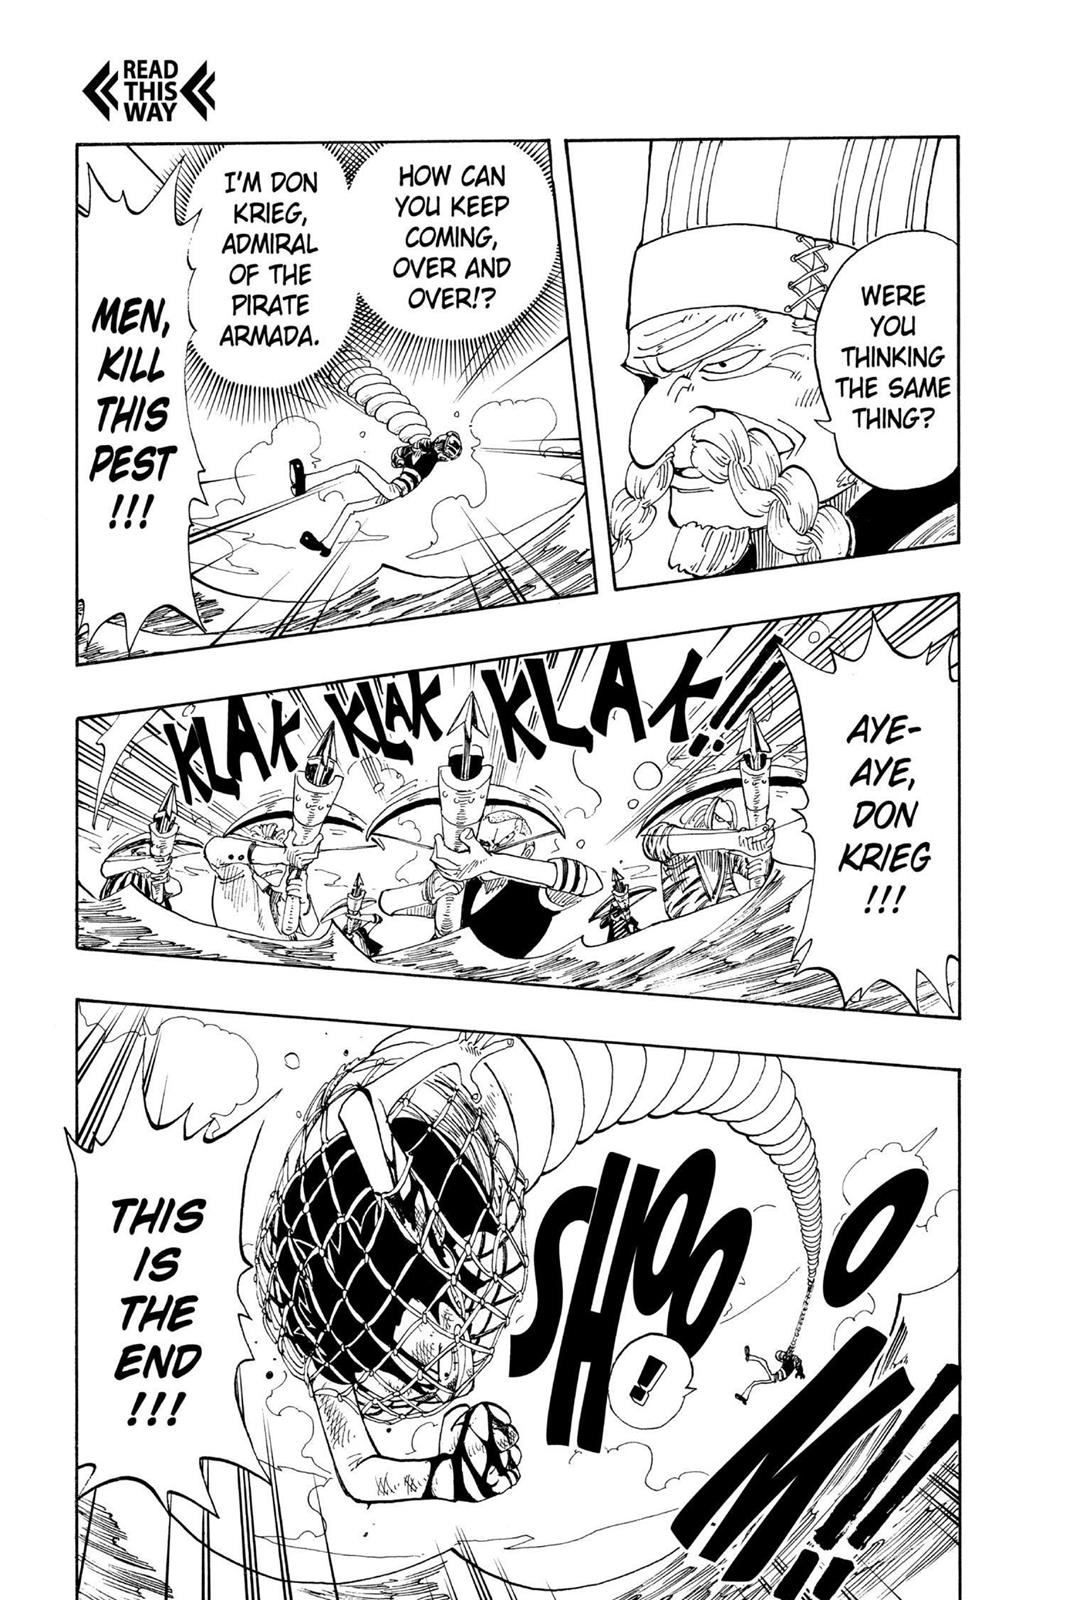 READ
THIS
WAY
WERE
YOU
THINKING
THE SAME
THING?
HOW CAN
YOU KEEP
COMING,
OVER AND
OVER!?
I'M DON
KRIEG,
ADMIRAL
OF THE
PIRATE
ARMADA.
MEN,
KILL
THIS
PEST
!!!
AYE-
AYE,
DON
KRIEG
!!!
KLAK KLAK KLAK!!
SHOOOOM!!
!
THIS
IS
THE
END
!!!